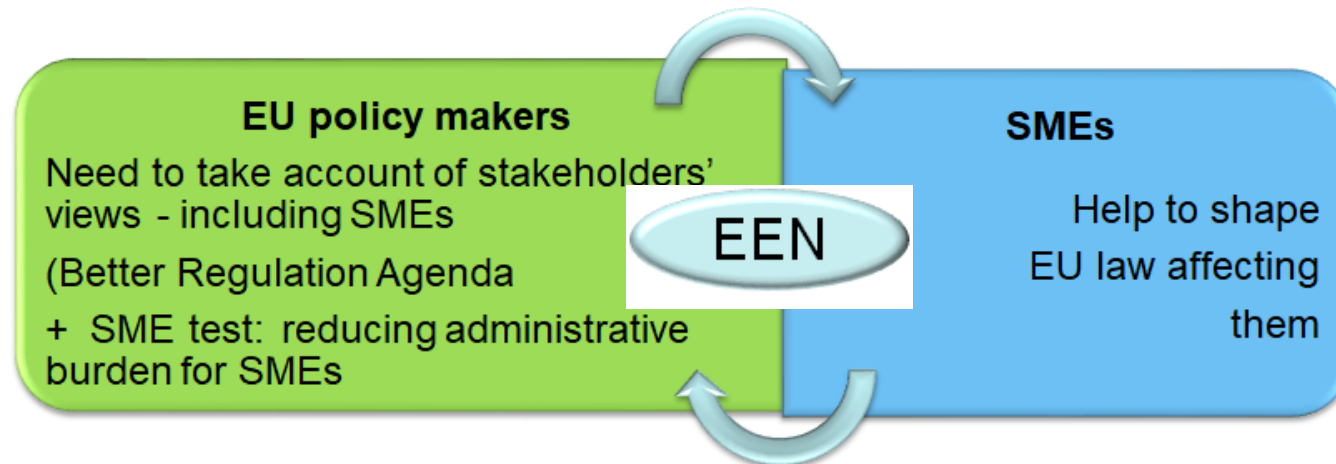 EU policy makers
Need to take account of stakeholders’
views - including SMEs
(Better Regulation Agenda
+ SME test: reducing administrative
burden for SMEs
EEN
SMEs
Help to shape
EU law affecting
them